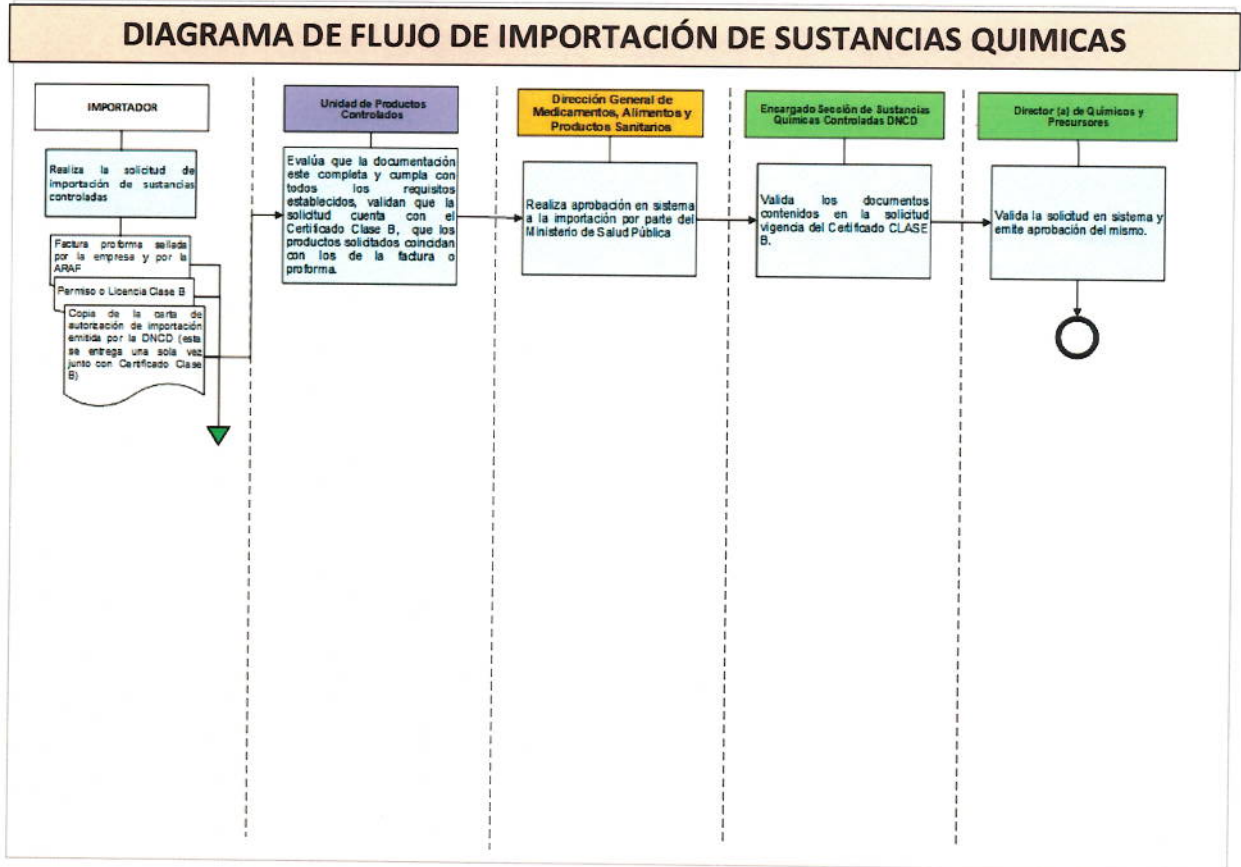 DIAGRAMA DE FLUJO DE IMPORTACIÓN DE SUSTANCIAS QUIMICAS
IMPORTADOR
Realiza la solicitud de
importación de sustancias
controladas
Factura proforma sellada
por la empresa y por la
ARAF
Permiso o Licencia Clase B
Copia de la carta de
autorización de importación
emitida por la DNCD (esta
se entrega una sola vez
junto con Certificado Clase
B)
Unidad de Productos
Controlados
Evalúa que la documentación
este completa y cumpla con
todos los requisitos
establecidos, validan que la
solicitud cuenta con el
Certificado Clase B, que los
productos solicitados coincidan
con los de la factura o
proforma.
Dirección General de
Medicamentos, Alimentos y
Productos Sanitarios
Realiza aprobación en sistema
a la importación por parte del
Ministerio de Salud Pública
Encargado Sección de Sustancias
Químicas Controladas DNCD
Valida los documentos
contenidos en la solicitud
vigencia del Certificado CLASE
B.
Director (a) de Químicos y
Precursores
Valida la solicitud en sistema y
emite aprobación del mismo.